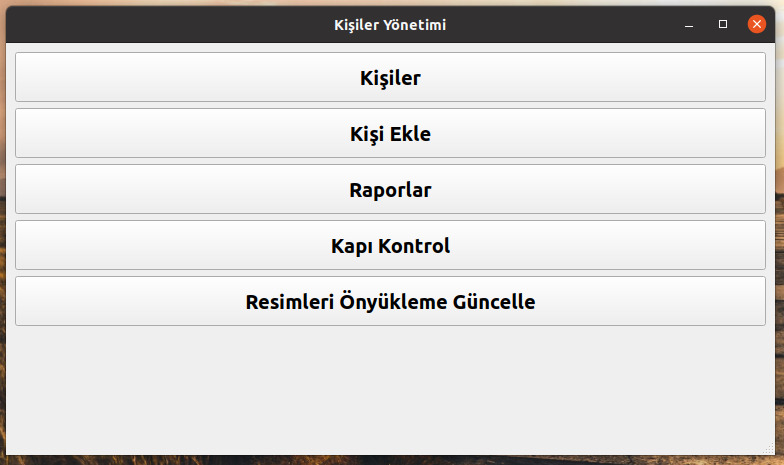 Kişiler Yönetimi
Kişiler
Kişi Ekle
Raporlar
Kapı Kontrol
Resimleri Önyükleme Güncelle